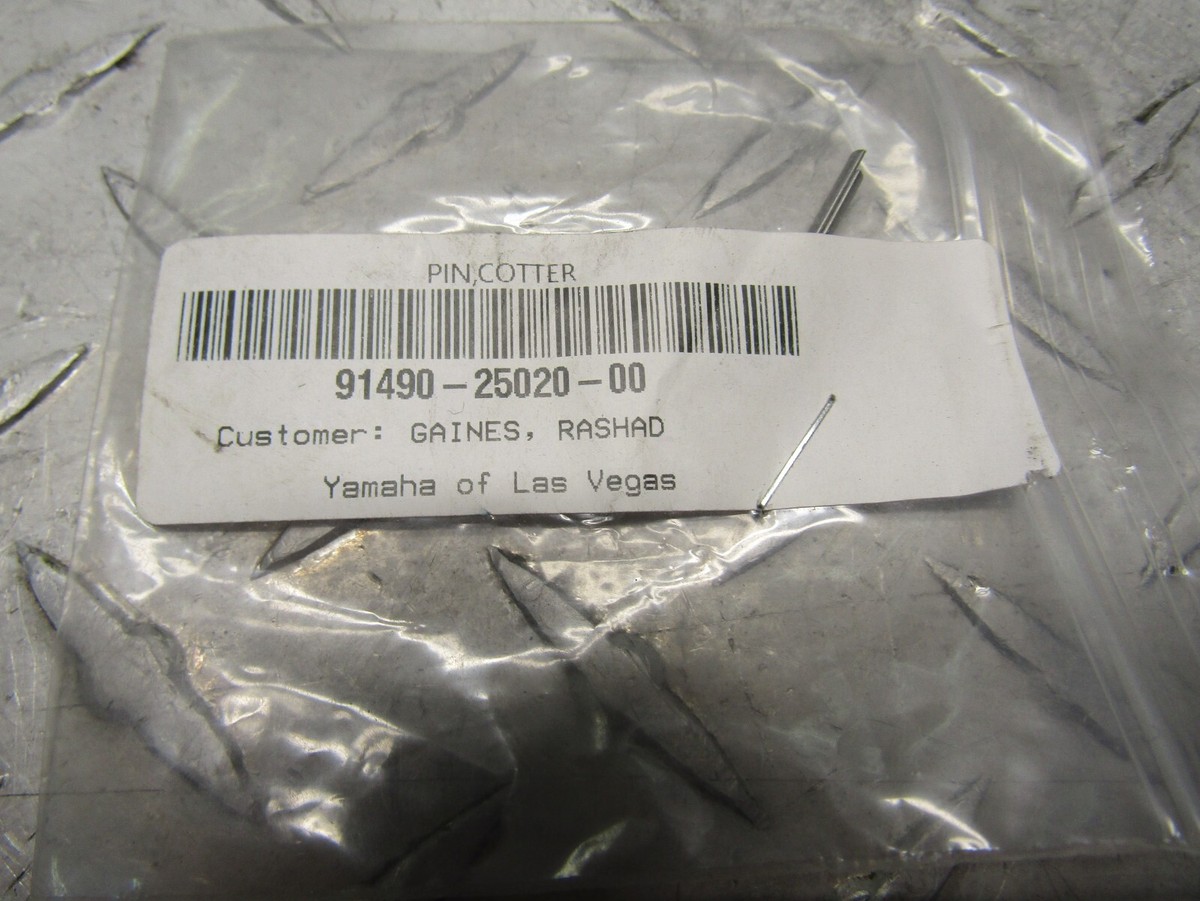 PIN,COTTER
91490-25020-00
Customer: GAINES, RASHAD
Yamaha of Las Vegas